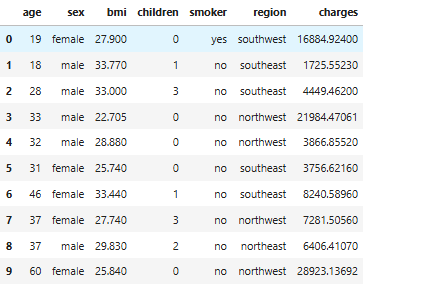 age sex bmi children smoker region charges
0 19 female 27.900 0 yes southwest 16884.92400
1 18 male 33.770 1 no southeast 1725.55230
2 28 male 33.000 3 no southeast 4449.46200
3 33 male 22.705 0 no northwest 21984.47061
4 32 male 28.880 0 no northwest 3866.85520
5 31 female 25.740 0 no southeast 3756.62160
6 46 female 33.440 1 no southeast 8240.58960
7 37 female 27.740 3 no northwest 7281.50560
8 37 male 29.830 2 no northeast 6406.41070
9 60 female 25.840 0 no northwest 28923.13692